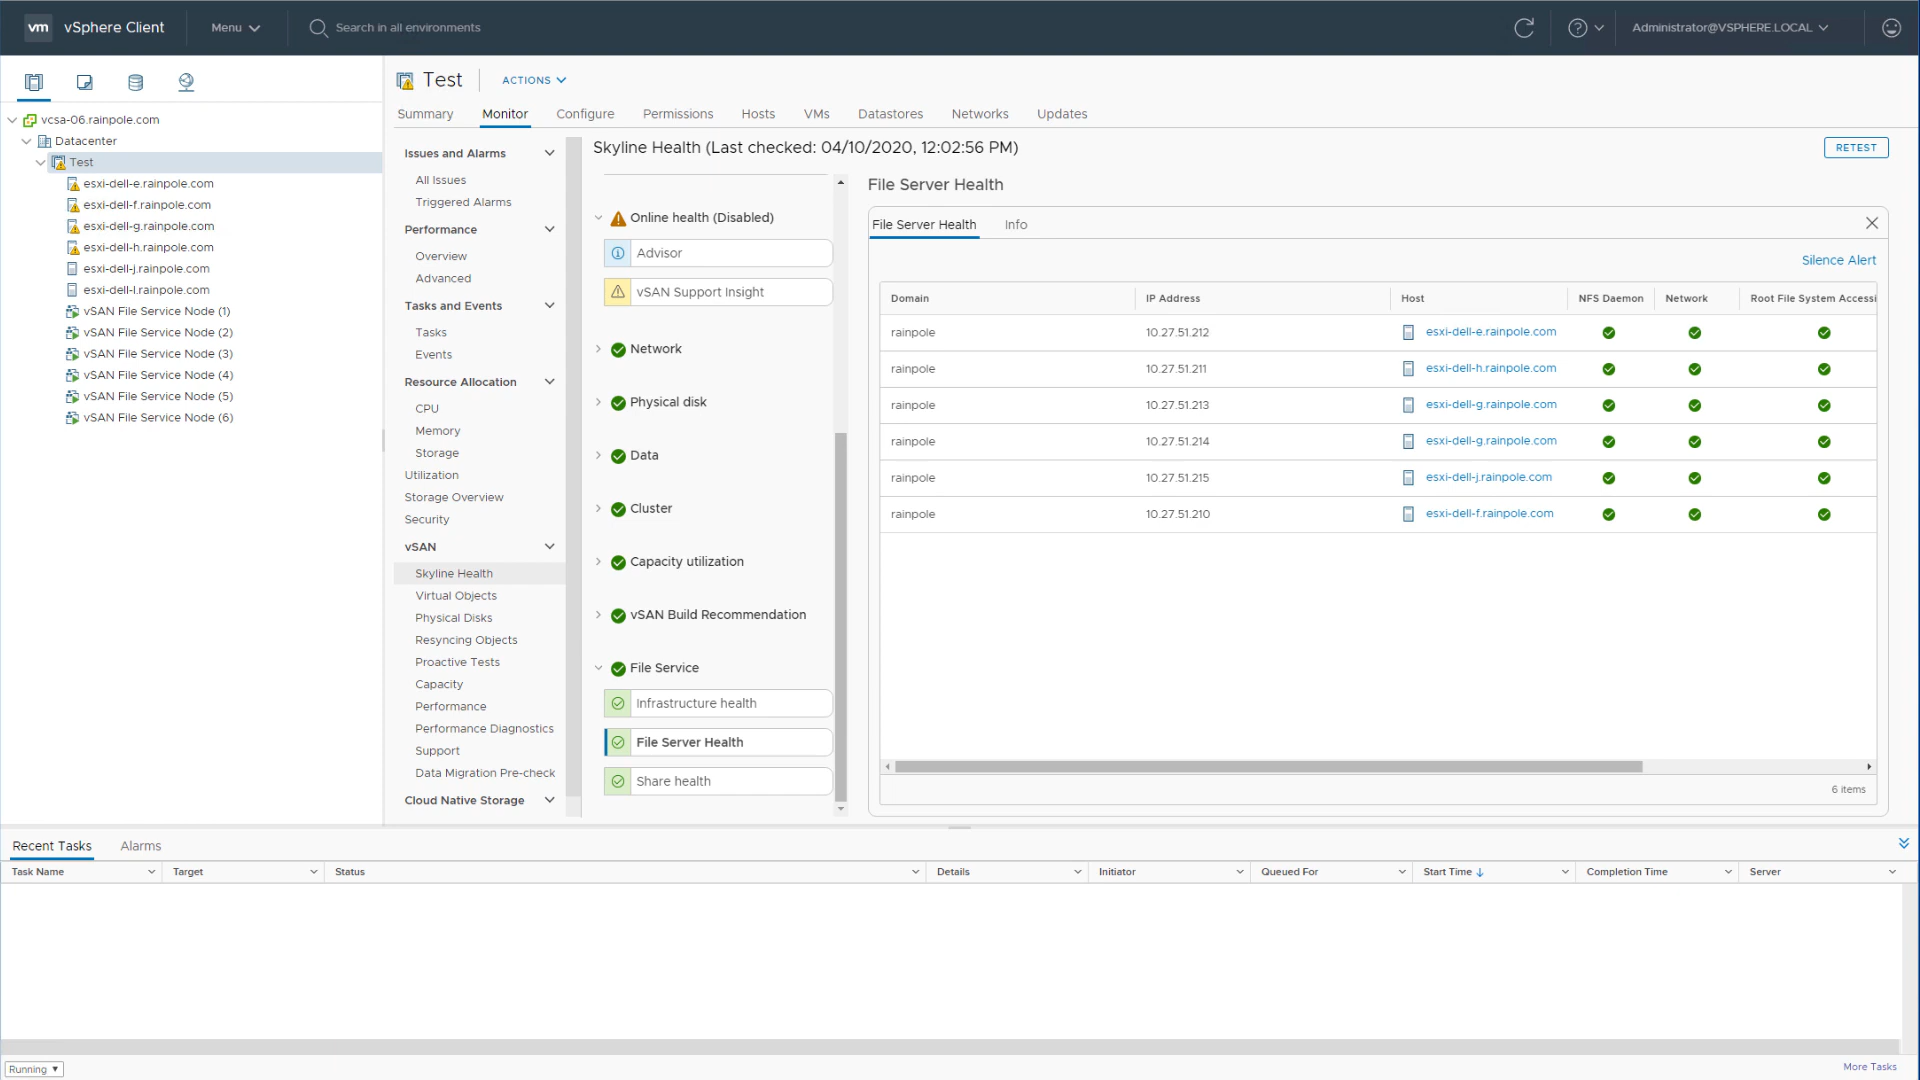 vm vSphere Client Menu Search in all environments Administrator@VSPHERE.LOCAL
vcsa-06.rainpole.com
Datacenter
Test
esxi-dell-e.rainpole.com
esxi-dell-f.rainpole.com
esxi-dell-g.rainpole.com
esxi-dell-h.rainpole.com
esxi-dell-j.rainpole.com
esxi-dell-l.rainpole.com
vSAN File Service Node (1)
vSAN File Service Node (2)
vSAN File Service Node (3)
vSAN File Service Node (4)
vSAN File Service Node (5)
vSAN File Service Node (6)
Test ACTIONS
Summary Monitor Configure Permissions Hosts VMs Datastores Networks Updates
Issues and Alarms
All Issues
Triggered Alarms
Performance
Overview
Advanced
Tasks and Events
Tasks
Events
Resource Allocation
CPU
Memory
Storage
Utilization
Storage Overview
Security
vSAN
Skyline Health
Virtual Objects
Physical Disks
Resyncing Objects
Proactive Tests
Capacity
Performance
Performance Diagnostics
Support
Data Migration Pre-check
Cloud Native Storage
Skyline Health (Last checked: 04/10/2020, 12:02:56 PM) RETEST
Online health (Disabled)
Advisor
vSAN Support Insight
Network
Physical disk
Data
Cluster
Capacity utilization
vSAN Build Recommendation
File Service
Infrastructure health
File Server Health
Share health
File Server Health
File Server Health Info
Silence Alert
Domain IP Address Host NFS Daemon Network Root File System Accessi
rainpole 10.27.51.212 esxi-dell-e.rainpole.com
rainpole 10.27.51.211 esxi-dell-h.rainpole.com
rainpole 10.27.51.213 esxi-dell-g.rainpole.com
rainpole 10.27.51.214 esxi-dell-g.rainpole.com
rainpole 10.27.51.215 esxi-dell-j.rainpole.com
rainpole 10.27.51.210 esxi-dell-f.rainpole.com
6 items
Recent Tasks Alarms
Task Name Target Status Details Initiator Queued For Start Time Completion Time Server
Running More Tasks